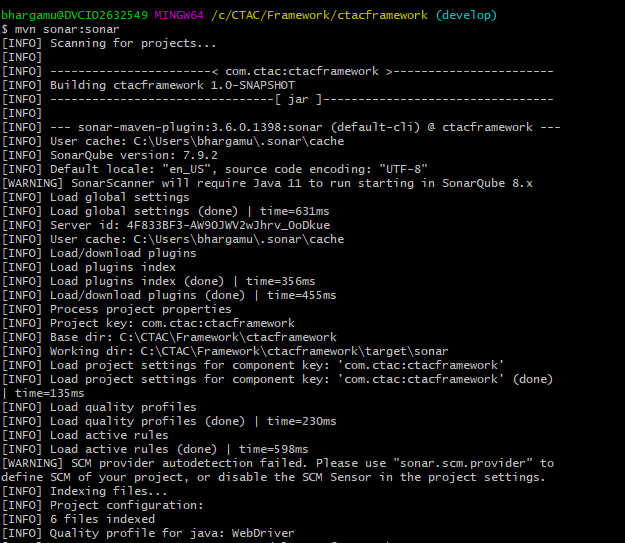 bhargamu@DVCIO2632549 MINGW64 /c/CTAC/Framework/ctacframework (develop)
$ mvn sonar:sonar
[INFO] Scanning for projects...
[INFO]
[INFO] -----------------------< com.ctac:ctacframework >-----------------------
[INFO] Building ctacframework 1.0-SNAPSHOT
[INFO] --------------------------------[ jar ]---------------------------------
[INFO]
[INFO] --- sonar-maven-plugin:3.6.0.1398:sonar (default-cli) @ ctacframework ---
[INFO] User cache: C:\Users\bhargamu\.sonar\cache
[INFO] SonarQube version: 7.9.2
[INFO] Default locale: "en_US", source code encoding: "UTF-8"
[WARNING] SonarScanner will require Java 11 to run starting in SonarQube 8.x
[INFO] Load global settings
[INFO] Load global settings (done) | time=631ms
[INFO] Server id: 4F833BF3-AW9OJWV2wJhrv_OoDkue
[INFO] User cache: C:\Users\bhargamu\.sonar\cache
[INFO] Load/download plugins
[INFO] Load plugins index
[INFO] Load plugins index (done) | time=356ms
[INFO] Load/download plugins (done) | time=455ms
[INFO] Process project properties
[INFO] Project key: com.ctac:ctacframework
[INFO] Base dir: C:\CTAC\Framework\ctacframework
[INFO] Working dir: C:\CTAC\Framework\ctacframework\target\sonar
[INFO] Load project settings for component key: 'com.ctac:ctacframework'
[INFO] Load project settings for component key: 'com.ctac:ctacframework' (done)
| time=135ms
[INFO] Load quality profiles
[INFO] Load quality profiles (done) | time=230ms
[INFO] Load active rules
[INFO] Load active rules (done) | time=598ms
[WARNING] SCM provider autodetection failed. Please use "sonar.scm.provider" to
define SCM of your project, or disable the SCM Sensor in the project settings.
[INFO] Indexing files...
[INFO] Project configuration:
[INFO] 6 files indexed
[INFO] Quality profile for java: WebDriver